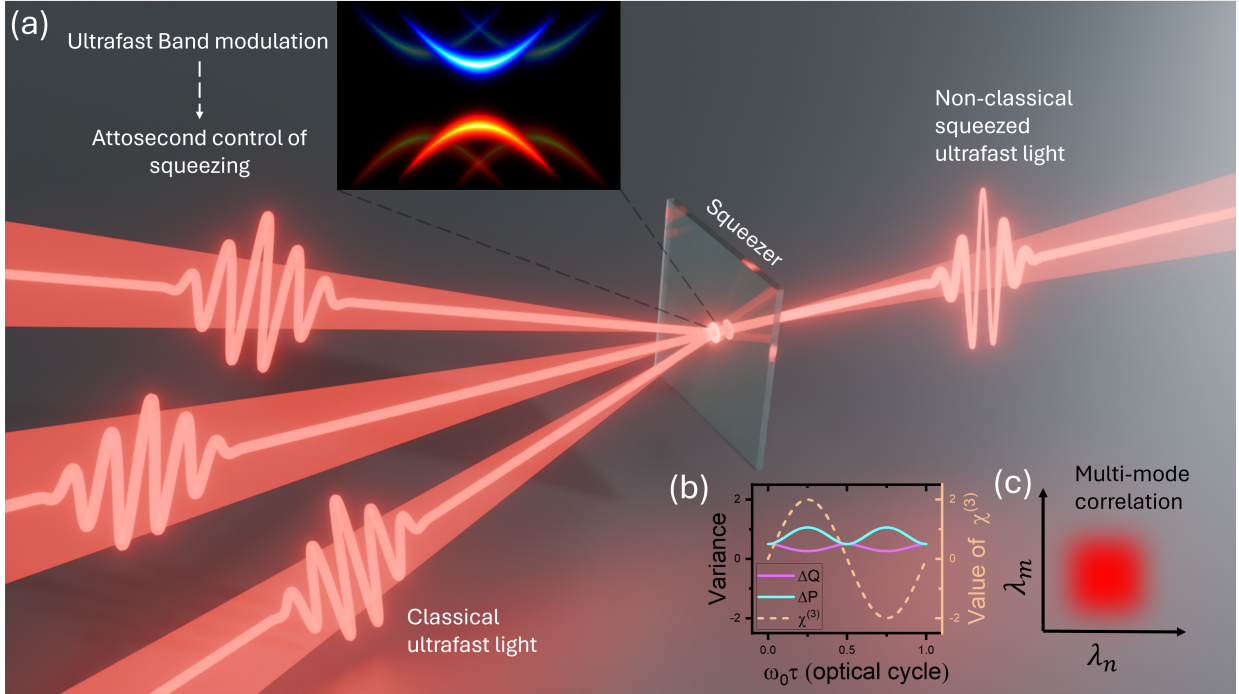 (a)
Ultrafast Band modulation
Attosecond control of
squeezing
Non-classical
squeezed
ultrafast light
Squeezer
Classical
ultrafast light
(b)
Variance
2
0
-2
ΔQ
ΔP
χ⁽³⁾
2
0
-2
Value of χ⁽³⁾
0.0 0.5 1.0
ω₀τ (optical cycle)
(c)
Multi-mode
correlation
λₘ
λₙ